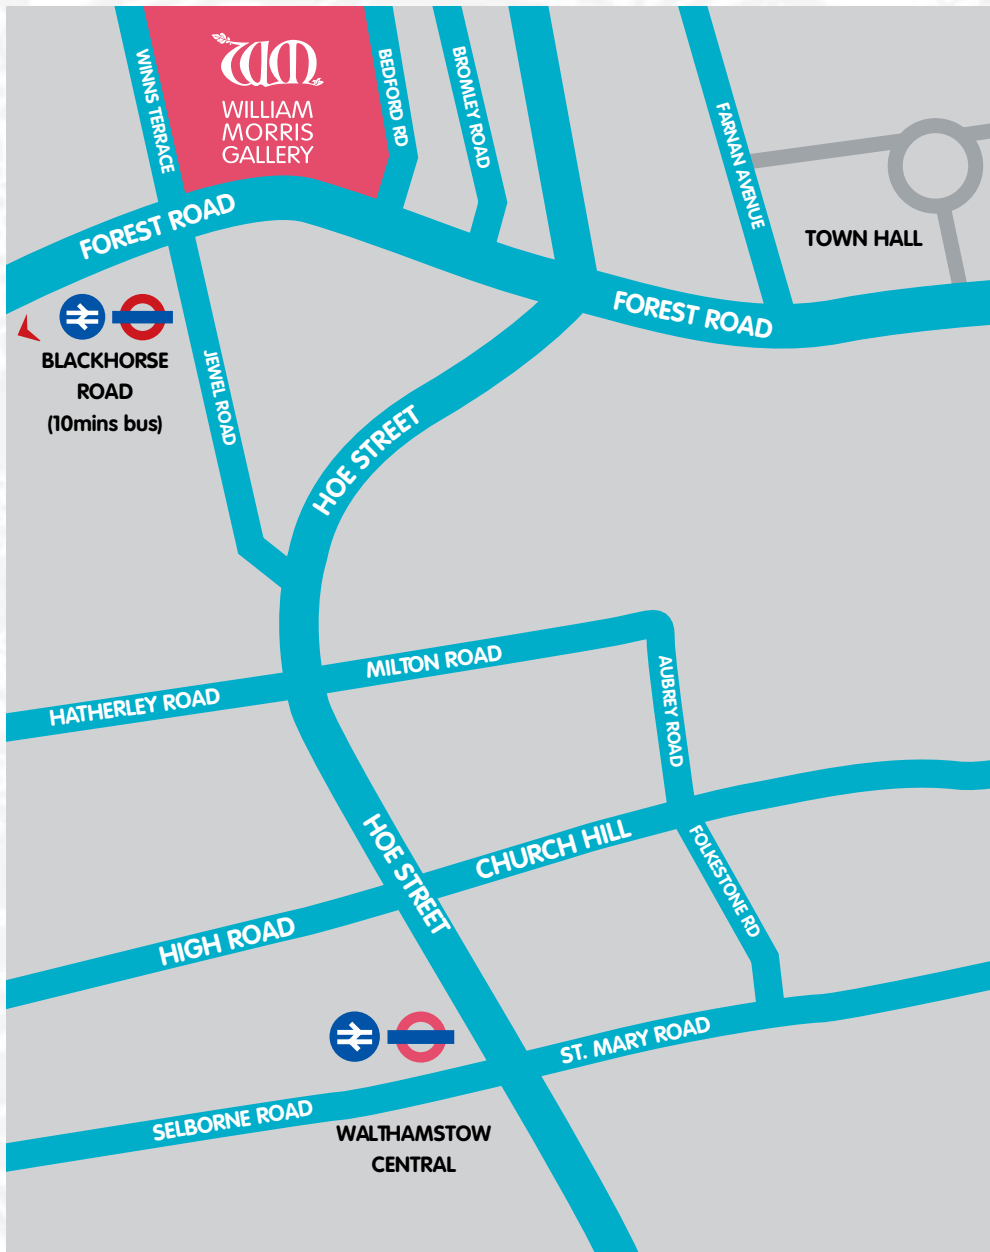 WINNS TERRACE
WM
WILLIAM
MORRIS
GALLERY
BEDFORD RD
BROMLEY ROAD
FARNAN AVENUE
TOWN HALL
FOREST ROAD
FOREST ROAD
BLACKHORSE
ROAD
(10mins bus)
JEWEL ROAD
HOE STREET
MILTON ROAD
HATHERLEY ROAD
AUBREY ROAD
HOE STREET
CHURCH HILL
FOLKESTONE RD
HIGH ROAD
ST. MARY ROAD
SELBORNE ROAD
WALTHAMSTOW
CENTRAL